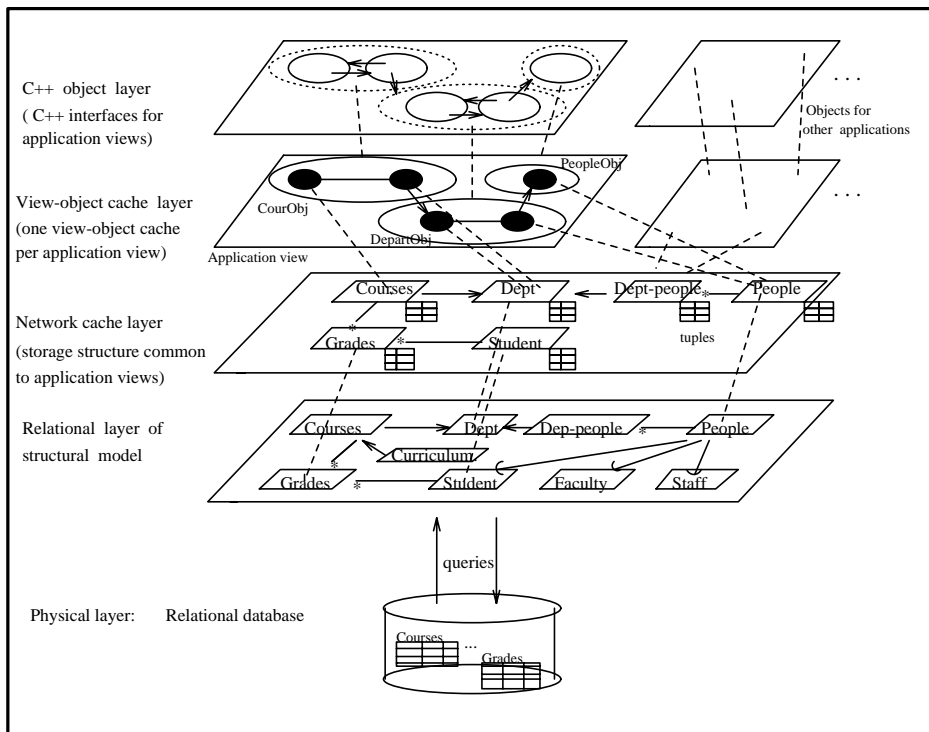 C++ object layer
( C++ interfaces for
application views)
. . .
Objects for
other applications
View-object cache layer
(one view-object cache
per application view)
PeopleObj
CourObj
DepartObj
Application view
. . .
Network cache layer
(storage structure common
to application views)
Courses
Dept
Dept-people
*
People
tuples
*
Grades
*
Student
Relational layer of
structural model
Courses
Dept
Dep-people
*
People
Curriculum
*
Grades
*
Student
Faculty
Staff
queries
Physical layer: Relational database
Courses
...
Grades